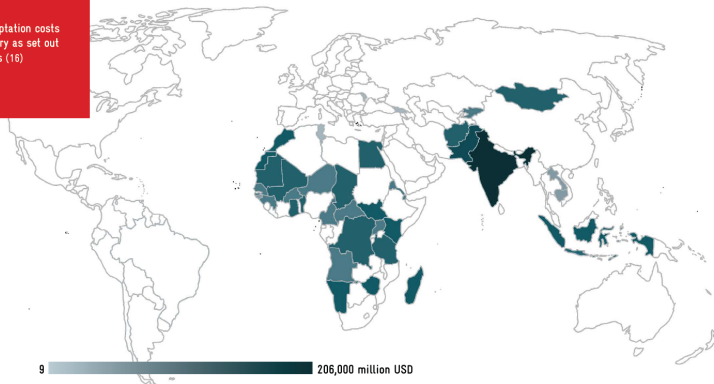 ptation costs
ry as set out
s (16)
9 206,000 million USD